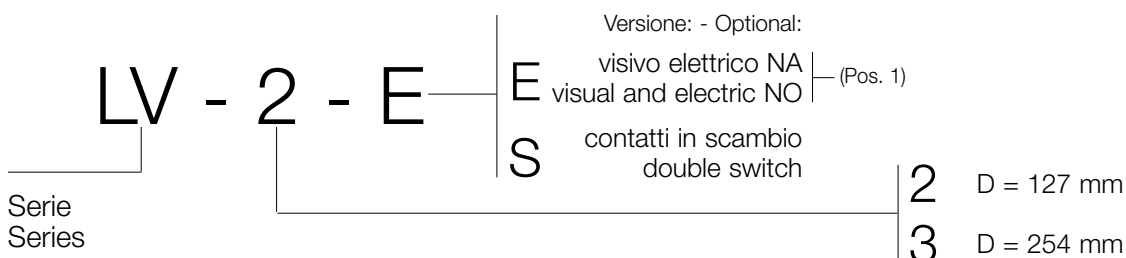 Versione: - Optional:
LV - 2 - E
E visivo elettrico NA
visual and electric NO
(Pos. 1)
S contatti in scambio
double switch
Serie
Series
2 D = 127 mm
3 D = 254 mm